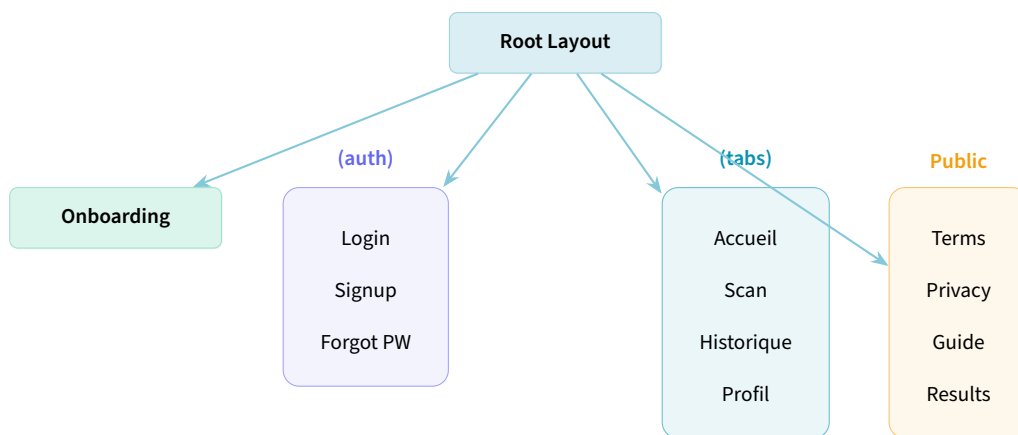 Root Layout
Onboarding
(auth)
Login
Signup
Forgot PW
(tabs)
Accueil
Scan
Historique
Profil
Public
Terms
Privacy
Guide
Results